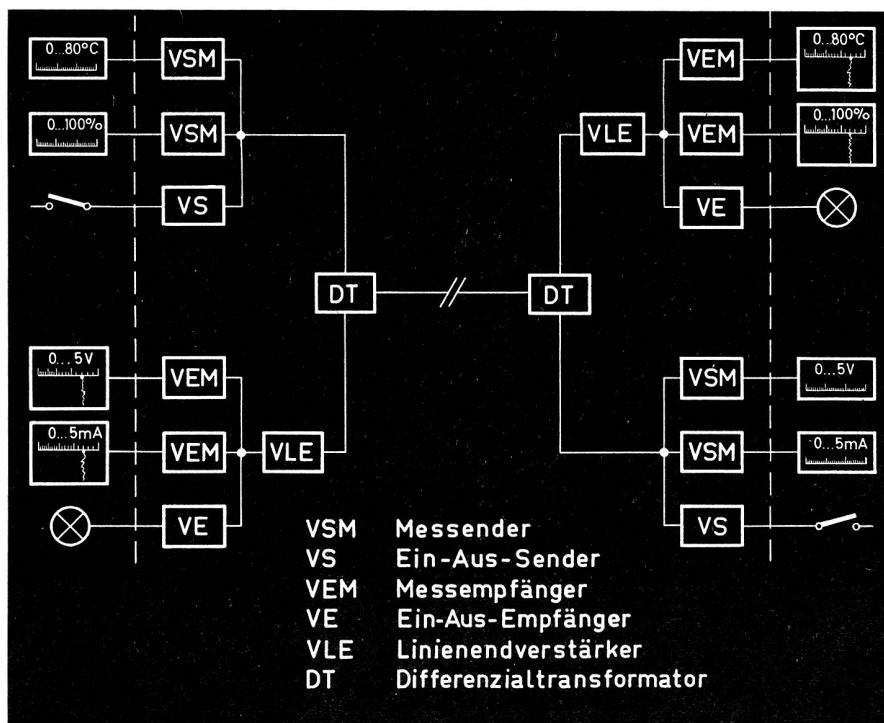 0...80°C VSM VEM 0...80°C
0...100% VSM VLE VEM 0...100%
VS VE
DT DT
0...5V VEM VSM 0...5V
0...5mA VEM VLE VSM 0...5mA
VE VS
VSM Messender
VS Ein-Aus-Sender
VEM Messempfänger
VE Ein-Aus-Empfänger
VLE Linienendverstärker
DT Differenzialtransformator